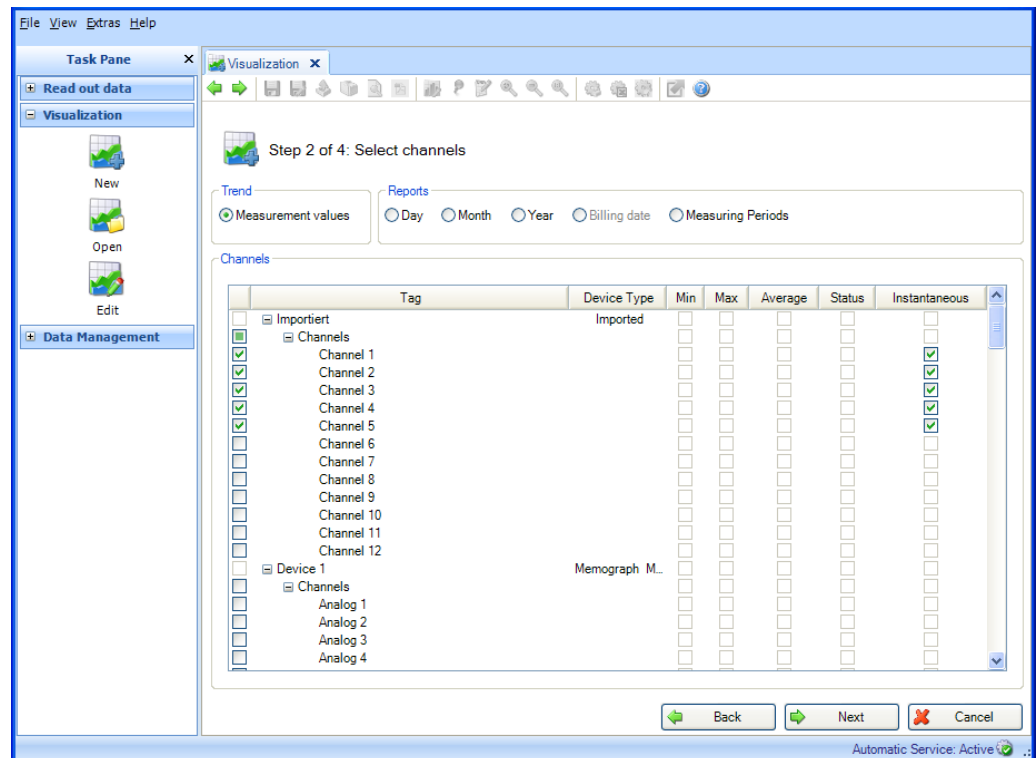 File View Extras Help
Task Pane
Read out data
Visualization
New
Open
Edit
Data Management
Visualization
Step 2 of 4: Select channels
Trend
Measurement values
Reports
Day Month Year Billing date Measuring Periods
Channels
Tag Device Type Min Max Average Status Instantaneous
Importiert Imported
Channels
Channel 1
Channel 2
Channel 3
Channel 4
Channel 5
Channel 6
Channel 7
Channel 8
Channel 9
Channel 10
Channel 11
Channel 12
Device 1 Memograph M...
Channels
Analog 1
Analog 2
Analog 3
Analog 4
Back Next Cancel
Automatic Service: Active